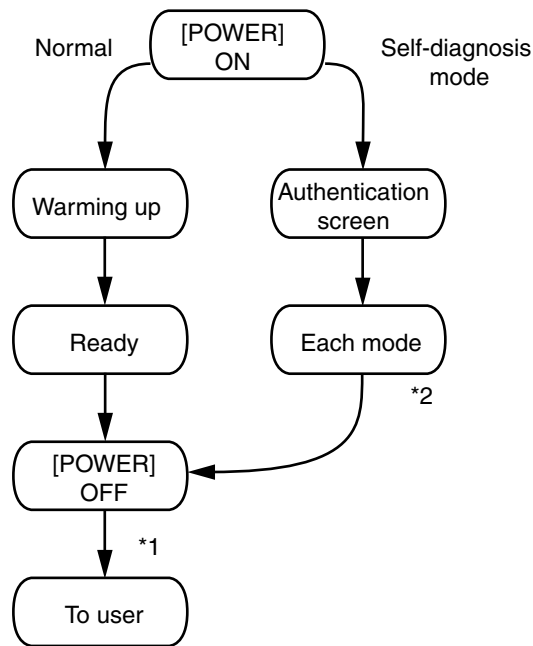 [POWER]
ON
Normal
Self-diagnosis
mode
Warming up
Authentication
screen
Ready
Each mode
*2
[POWER]
OFF
*1
To user